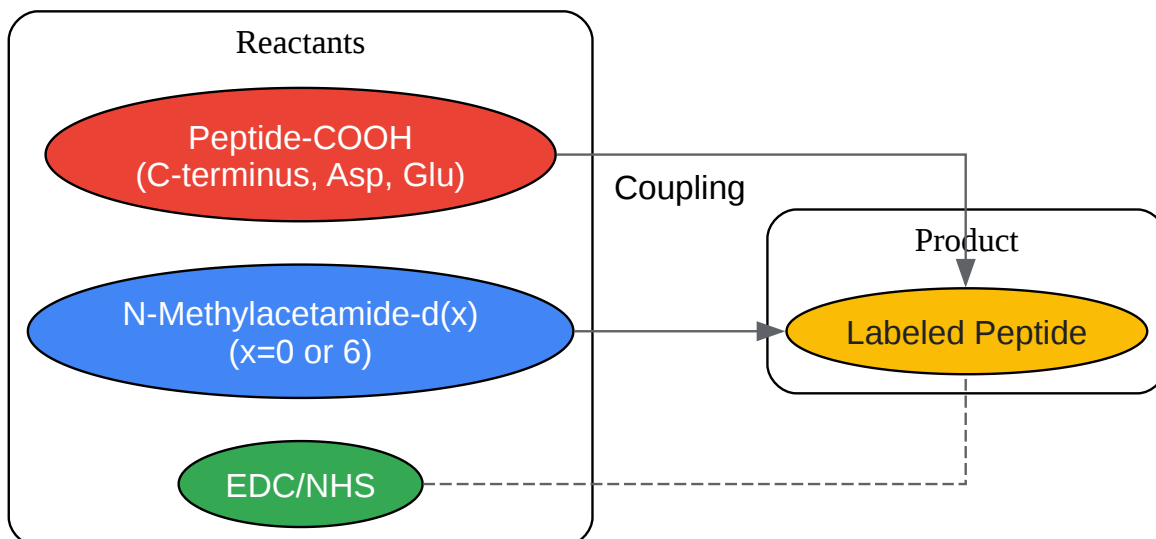 Reactants
Peptide-COOH
(C-terminus, Asp, Glu)
Coupling
Product
N-Methylacetamide-d(x)
(x=0 or 6)
Labeled Peptide
EDC/NHS